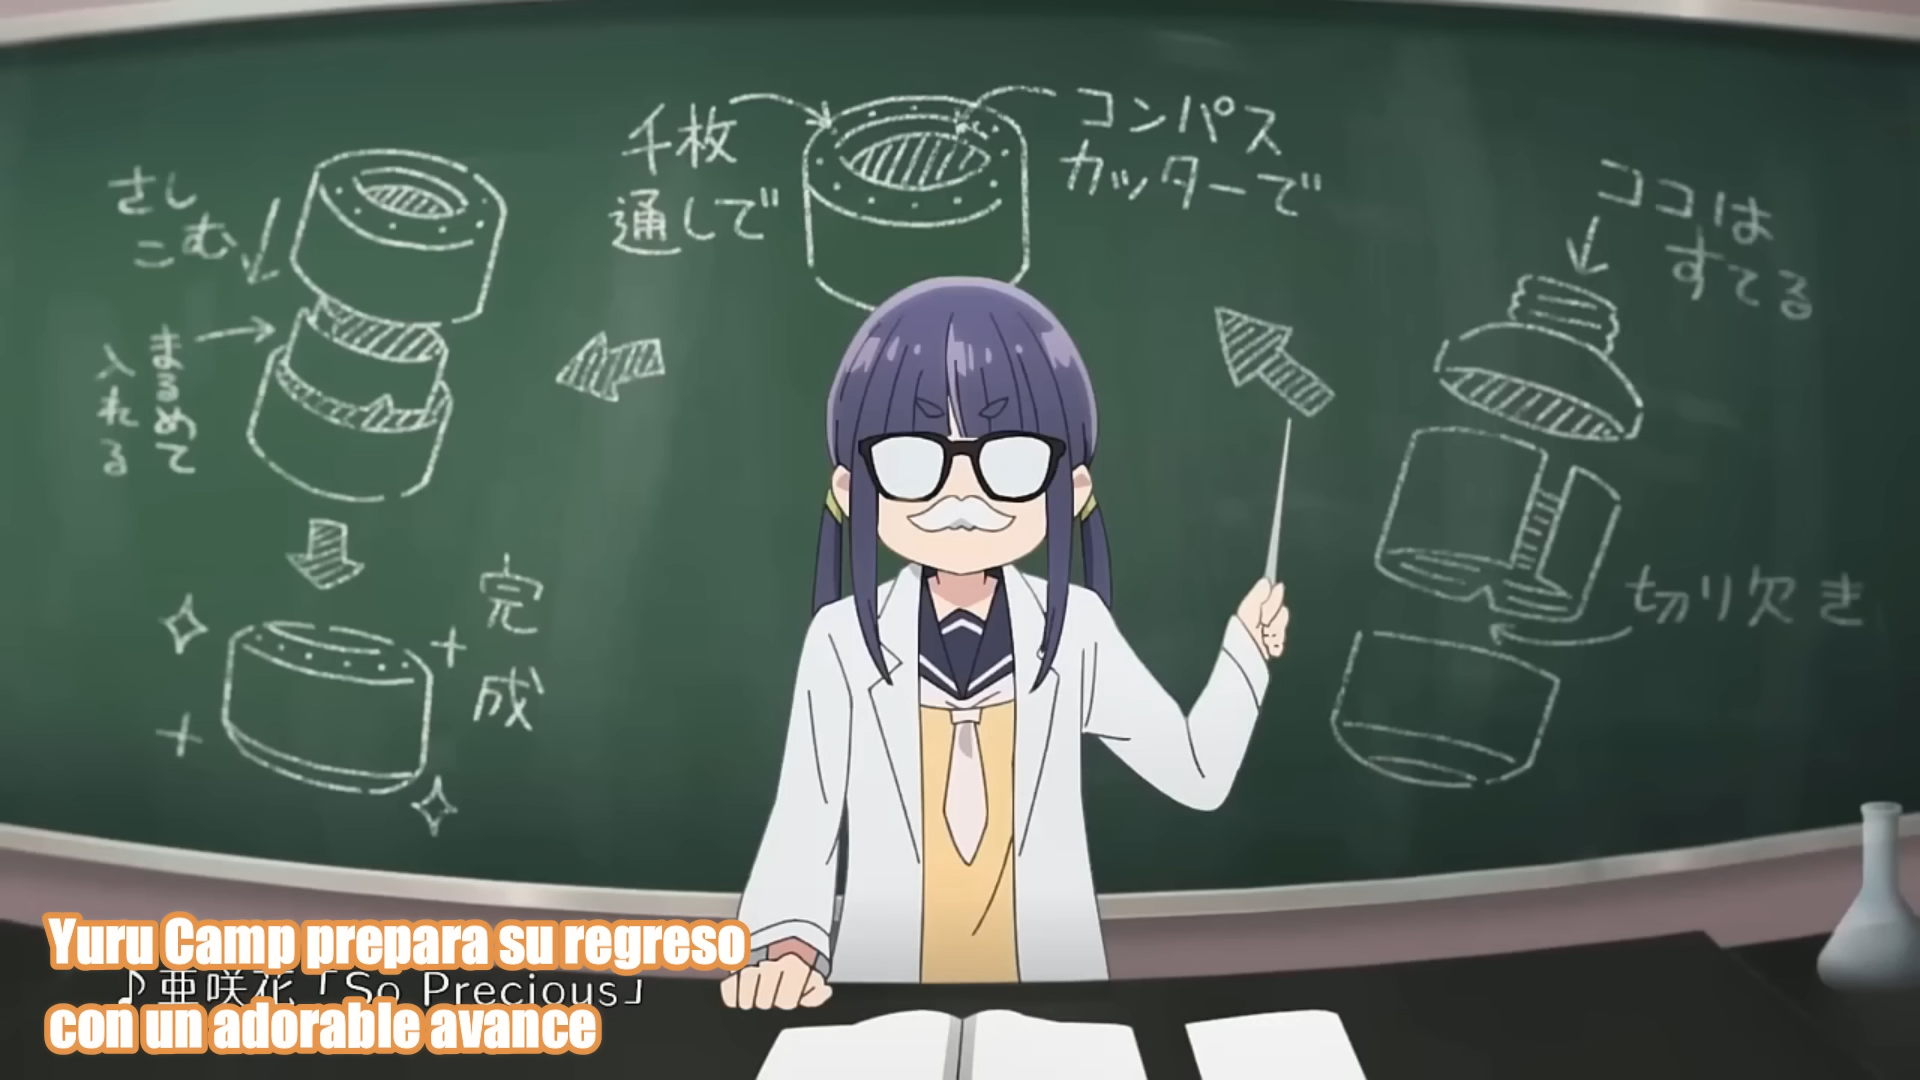 千枚
通しで
コンパス
カッターで
さし
こむ
まるめて
入れる
完
成
ココは
すてる
切り欠き
Yuru Camp prepara su regreso
♪亜咲花「So Precious」
con un adorable avance